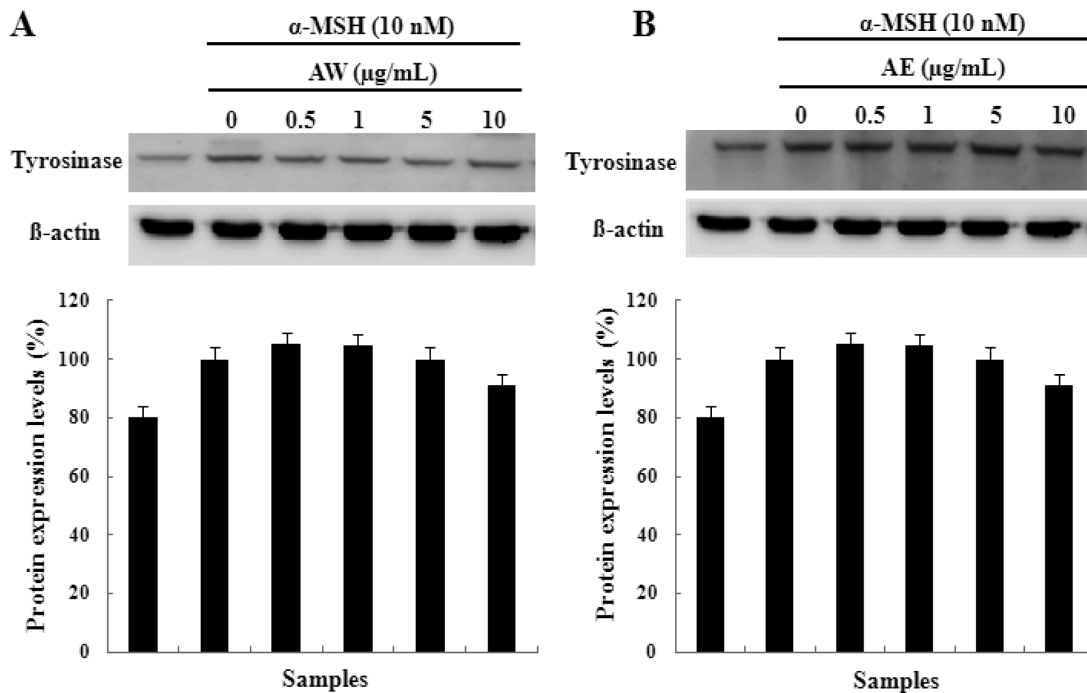 A
α-MSH (10 nM)
AW (µg/mL)
0 0.5 1 5 10
Tyrosinase
ß-actin
Protein expression levels (%)
120
100
80
60
40
20
0
Samples
B
α-MSH (10 nM)
AE (µg/mL)
0 0.5 1 5 10
Tyrosinase
ß-actin
Protein expression levels (%)
120
100
80
60
40
20
0
Samples